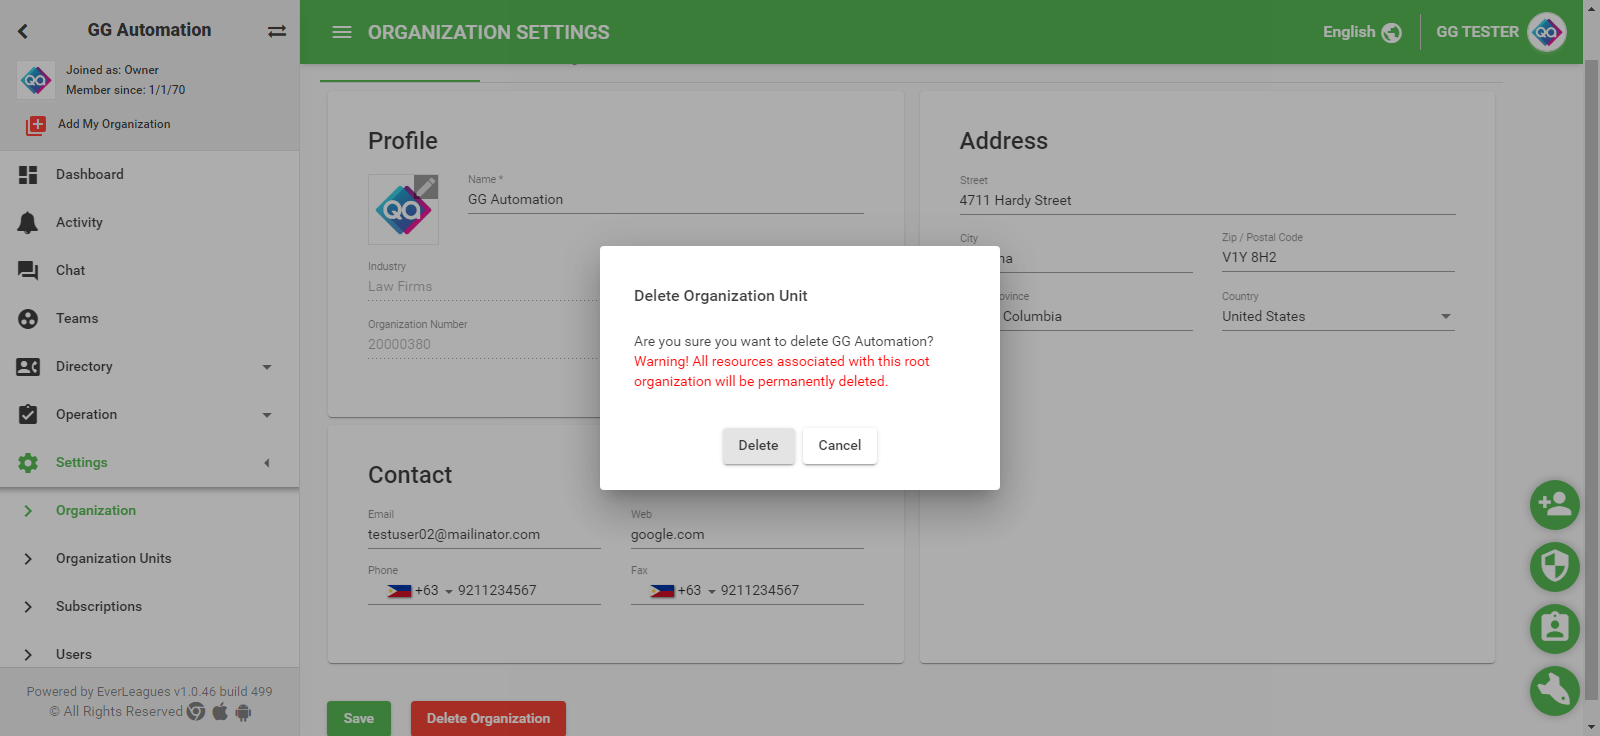 GG Automation
Joined as: Owner
Member since: 1/1/70
Add My Organization
Dashboard
Activity
Chat
Teams
Directory
Operation
Settings
Organization
Organization Units
Subscriptions
Users
Powered by EverLeagues v1.0.46 build 499
© All Rights Reserved
ORGANIZATION SETTINGS
English
GG TESTER
Profile
Name *
GG Automation
Industry
Law Firms
Organization Number
20000380
Address
Street
4711 Hardy Street
City
na
Zip / Postal Code
V1Y 8H2
ovince
Columbia
Country
United States
Delete Organization Unit
Are you sure you want to delete GG Automation?
Warning! All resources associated with this root
organization will be permanently deleted.
Delete
Cancel
Contact
Email
testuser02@mailinator.com
Web
google.com
Phone
+63 9211234567
Fax
+63 9211234567
Save
Delete Organization